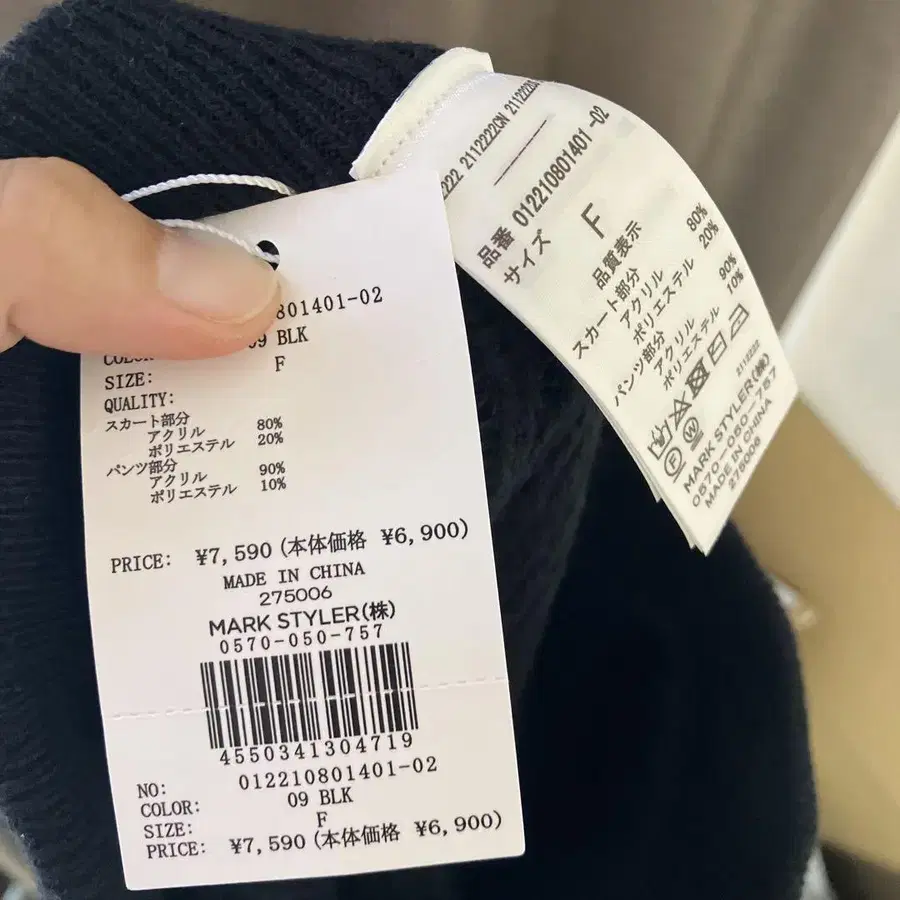 801401-02
COLOR
09 BLK
SIZE: F
QUALITY:
スカート部分
アクリル 80%
ポリエステル 20%
パンツ部分
アクリル 90%
ポリエステル 10%
PRICE: ¥7,590(本体価格 ¥6,900)
MADE IN CHINA
275006
MARK STYLER(株)
0570-050-757
4550341304719
NO: 012210801401-02
COLOR: 09 BLK
SIZE: F
PRICE: ¥7,590(本体価格 ¥6,900)
2112222CN
品番 012210801401-02
サイズ F
品質表示
スカート部分
アクリル 80%
ポリエステル 20%
パンツ部分
アクリル 90%
ポリエステル 10%
2112222
MARK STYLER(株)
0570-050-757
MADE IN CHINA
275006